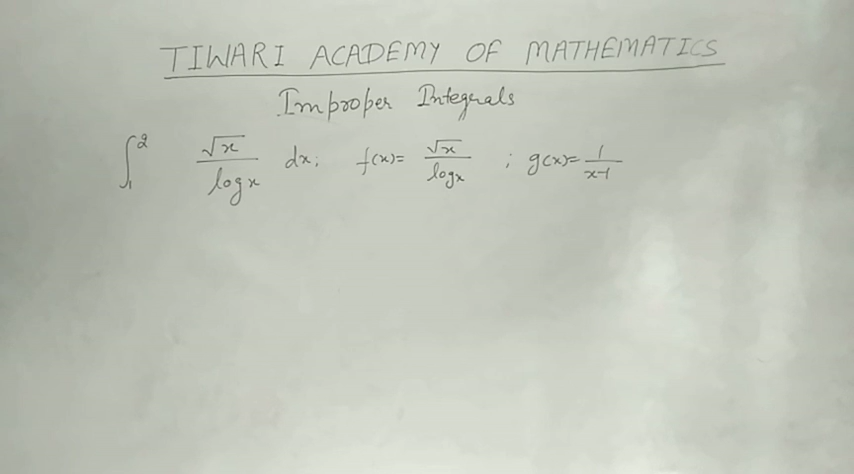 TIWARI ACADEMY OF MATHEMATICS
Improper Integrals
∫₁² √x / log x dx; f(x) = √x / log x ; g(x) = 1 / x-1